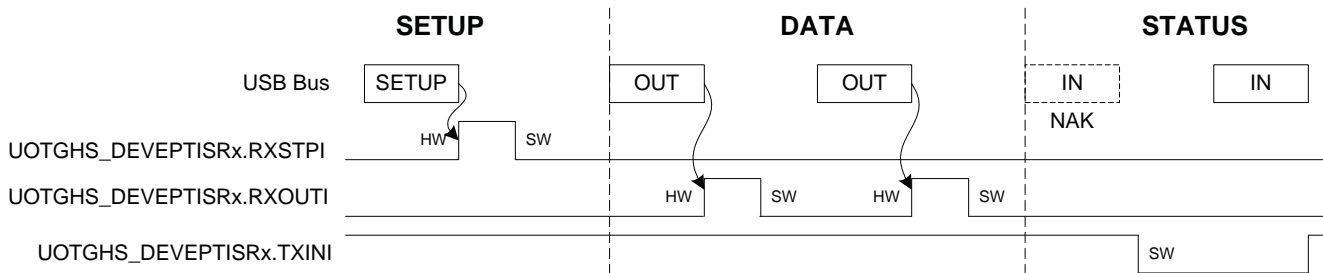 SETUP DATA STATUS
USB Bus SETUP OUT OUT IN IN
NAK
UOTGHS_DEVEPTISRx.RXSTPI HW SW
UOTGHS_DEVEPTISRx.RXOUTI HW SW HW SW
UOTGHS_DEVEPTISRx.TXINI SW